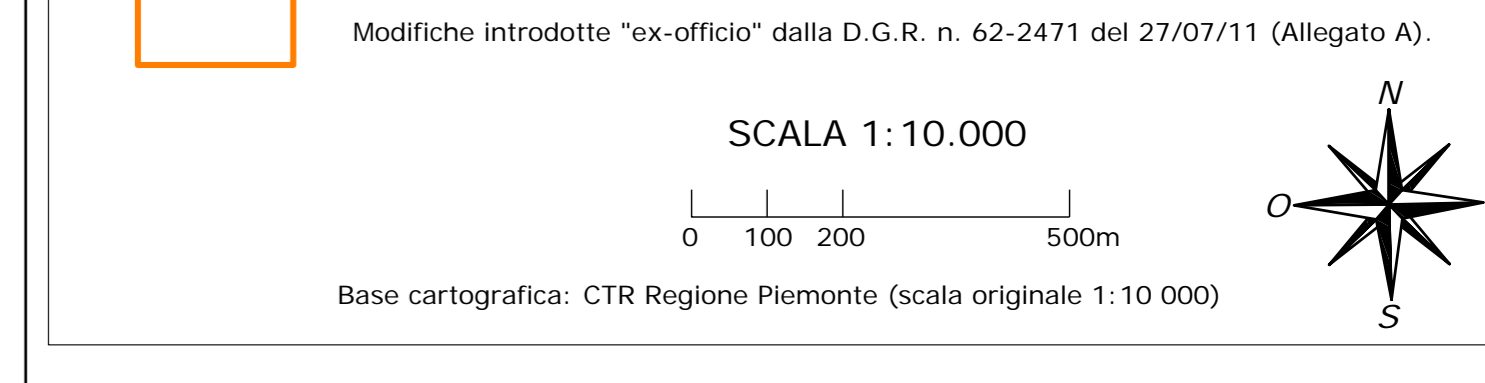 Modifiche introdotte "ex-officio" dalla D.G.R. n. 62-2471 del 27/07/11 (Allegato A).
N
SCALA 1:10.000
O
0 100 200 500m
Base cartografica: CTR Regione Piemonte (scala originale 1:10 000)
S